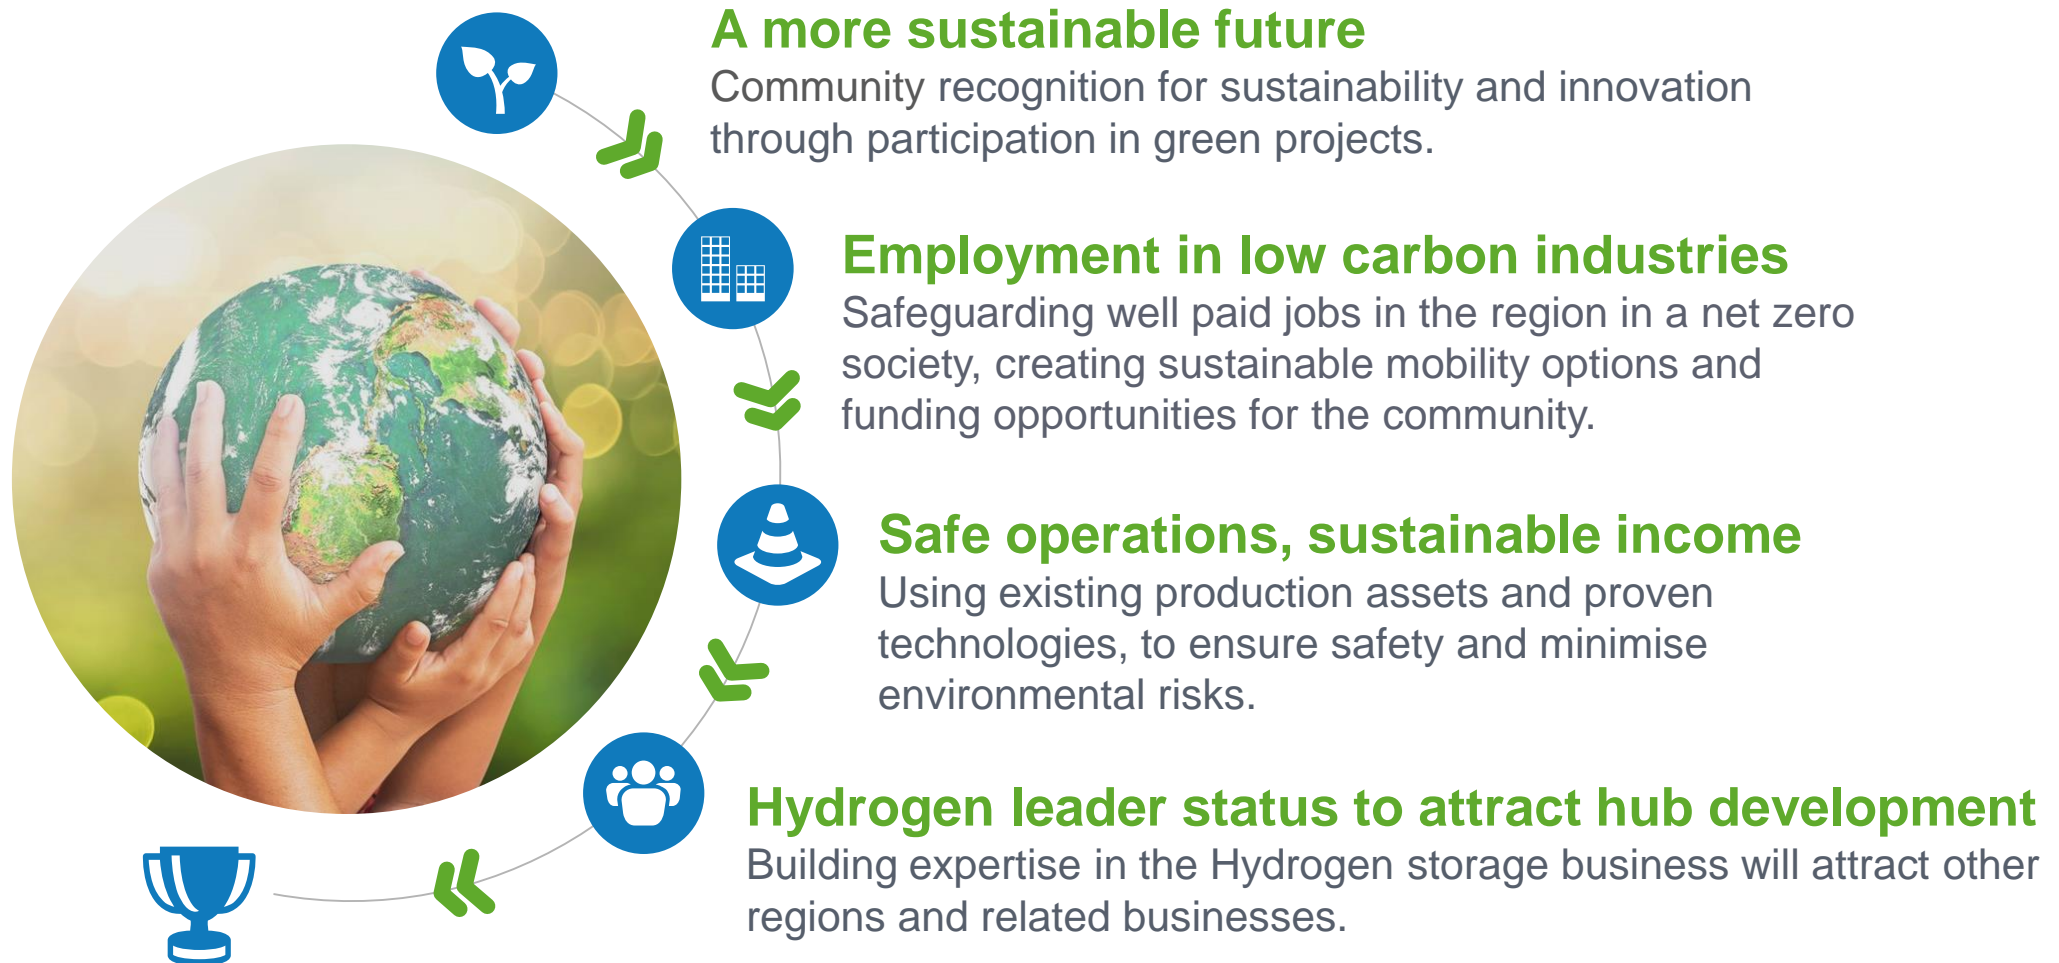 A more sustainable future
Community recognition for sustainability and innovation
through participation in green projects.
Employment in low carbon industries
Safeguarding well paid jobs in the region in a net zero
society, creating sustainable mobility options and
funding opportunities for the community.
Safe operations, sustainable income
Using existing production assets and proven
technologies, to ensure safety and minimise
environmental risks.
Hydrogen leader status to attract hub development
Building expertise in the Hydrogen storage business will attract other
regions and related businesses.